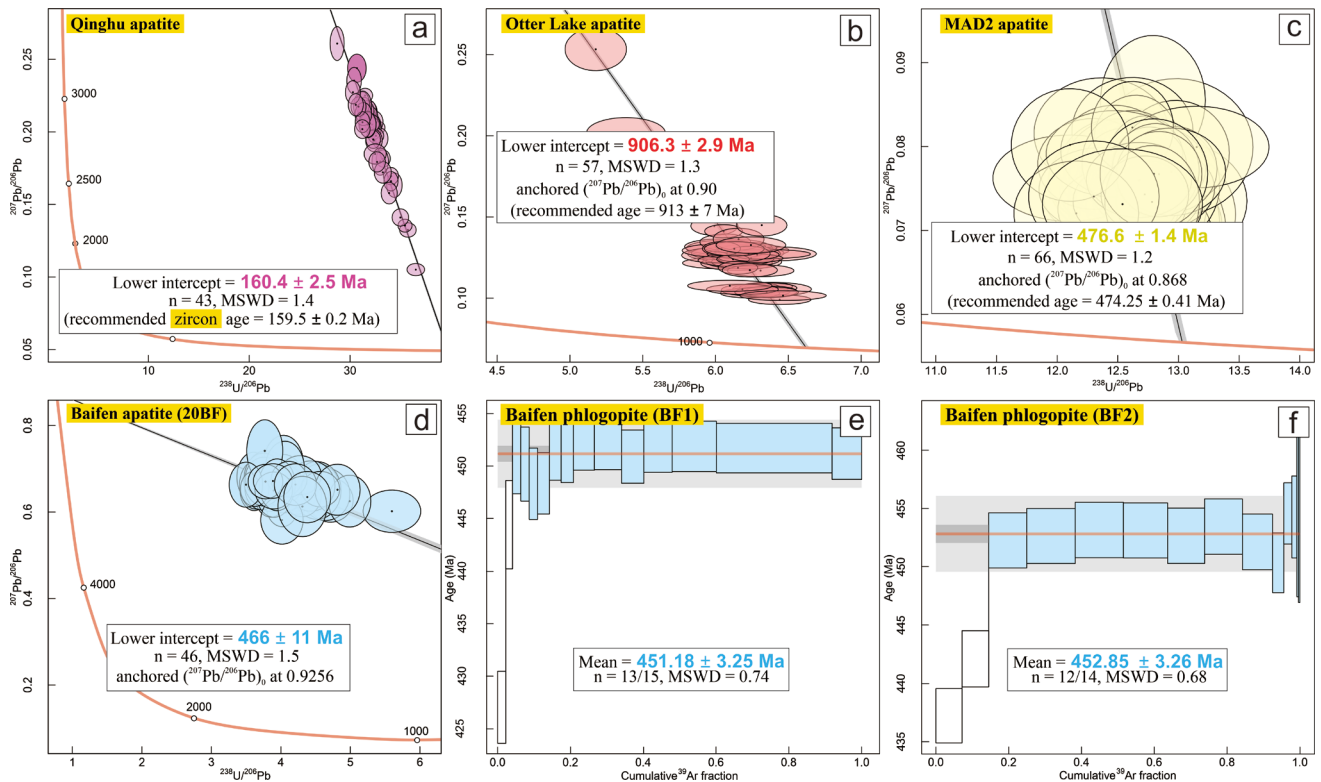 Qinghu apatite
a
0.25
0.20
0.15
0.10
0.05
²⁰⁷Pb/²⁰⁶Pb
3000
2500
2000
Lower intercept = 160.4 ± 2.5 Ma
n = 43, MSWD = 1.4
(recommended zircon age = 159.5 ± 0.2 Ma)
10 20 30
²³⁸U/²⁰⁶Pb
Otter Lake apatite
b
0.25
0.20
0.15
0.10
²⁰⁷Pb/²⁰⁶Pb
Lower intercept = 906.3 ± 2.9 Ma
n = 57, MSWD = 1.3
anchored (²⁰⁷Pb/²⁰⁶Pb)₀ at 0.90
(recommended age = 913 ± 7 Ma)
1000
4.5 5.0 5.5 6.0 6.5 7.0
²³⁸U/²⁰⁶Pb
MAD2 apatite
c
0.09
0.08
0.07
0.06
²⁰⁷Pb/²⁰⁶Pb
Lower intercept = 476.6 ± 1.4 Ma
n = 66, MSWD = 1.2
anchored (²⁰⁷Pb/²⁰⁶Pb)₀ at 0.868
(recommended age = 474.25 ± 0.41 Ma)
11.0 11.5 12.0 12.5 13.0 13.5 14.0
²³⁸U/²⁰⁶Pb
Baifen apatite (20BF)
d
0.8
0.6
0.4
0.2
²⁰⁷Pb/²⁰⁶Pb
4000
Lower intercept = 466 ± 11 Ma
n = 46, MSWD = 1.5
anchored (²⁰⁷Pb/²⁰⁶Pb)₀ at 0.9256
2000
1000
1 2 3 4 5 6
²³⁸U/²⁰⁶Pb
Baifen phlogopite (BF1)
e
455
450
445
440
435
430
425
Age (Ma)
Mean = 451.18 ± 3.25 Ma
n = 13/15, MSWD = 0.74
0.0 0.2 0.4 0.6 0.8 1.0
Cumulative³⁹Ar fraction
Baifen phlogopite (BF2)
f
460
455
450
445
440
435
Age (Ma)
Mean = 452.85 ± 3.26 Ma
n = 12/14, MSWD = 0.68
0.0 0.2 0.4 0.6 0.8 1.0
Cumulative³⁹Ar fraction